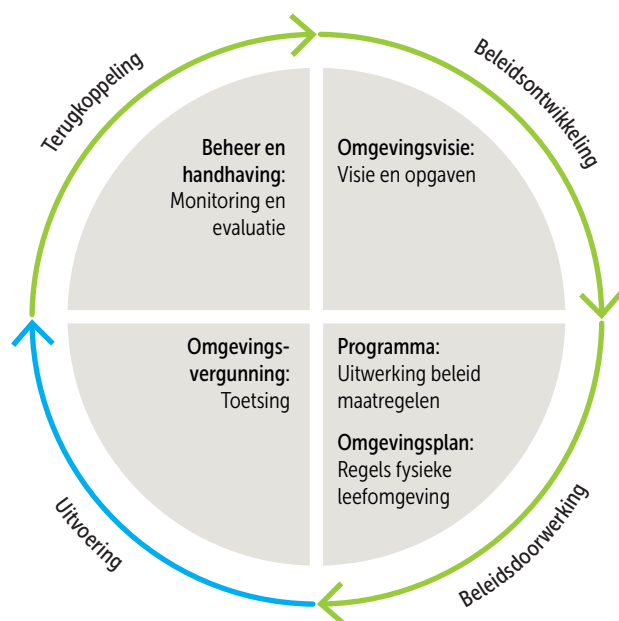 Terugkoppeling
Beleidsontwikkeling
Beheer en
handhaving:
Monitoring en
evaluatie
Omgevingsvisie:
Visie en opgaven
Omgevings-
vergunning:
Toetsing
Programma:
Uitwerking beleid
maatregelen
Omgevingsplan:
Regels fysieke
leefomgeving
Uitvoering
Beleidsdoorwerking